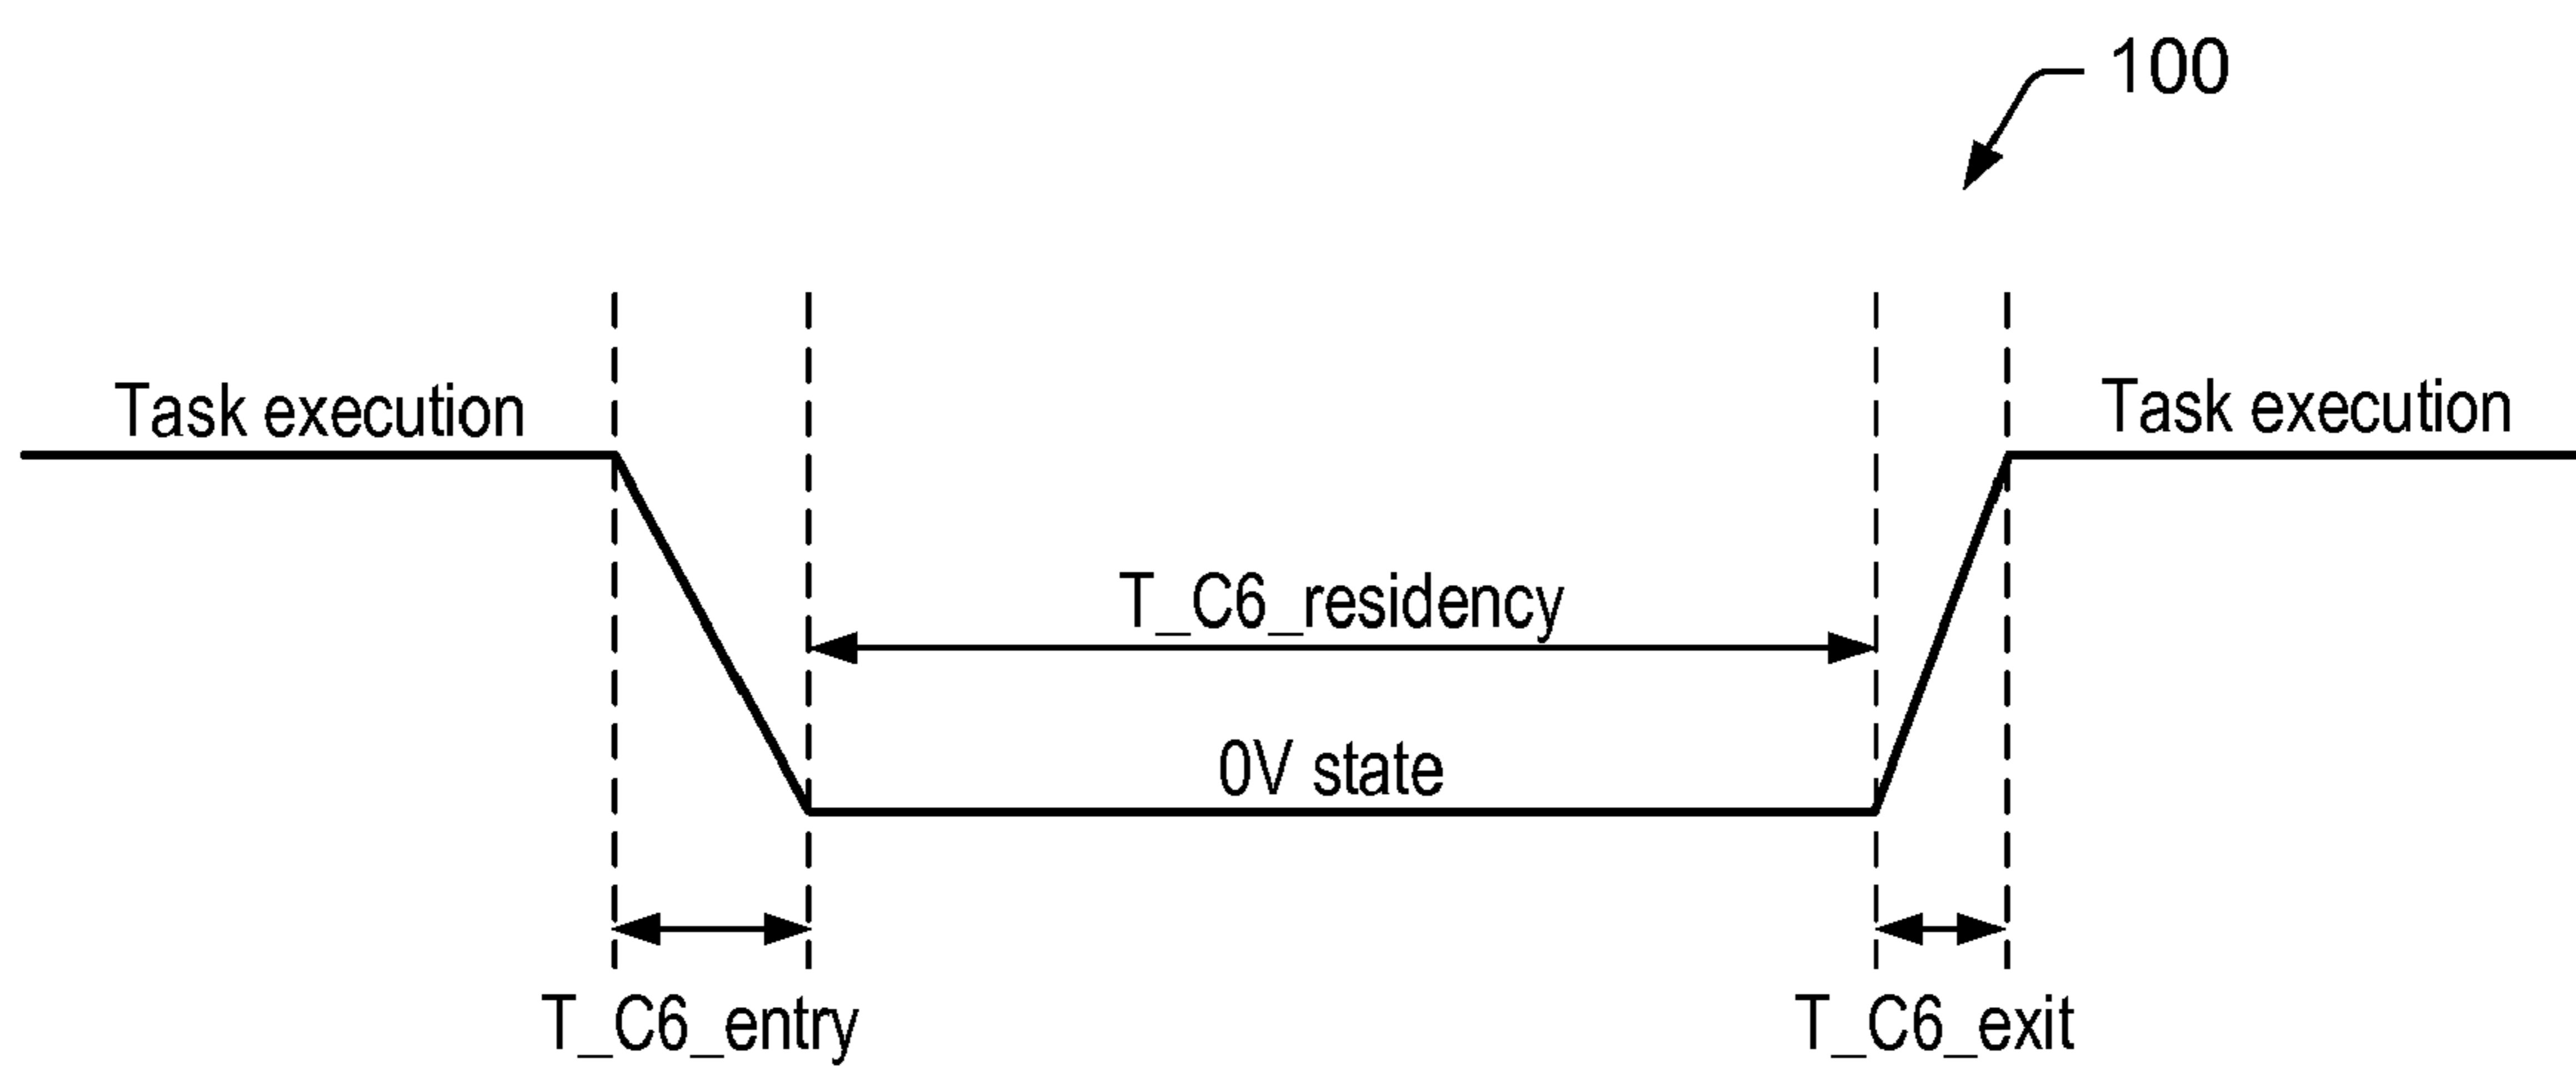 100
Task execution
Task execution
T_C6_residency
0V state
T_C6_entry
T_C6_exit